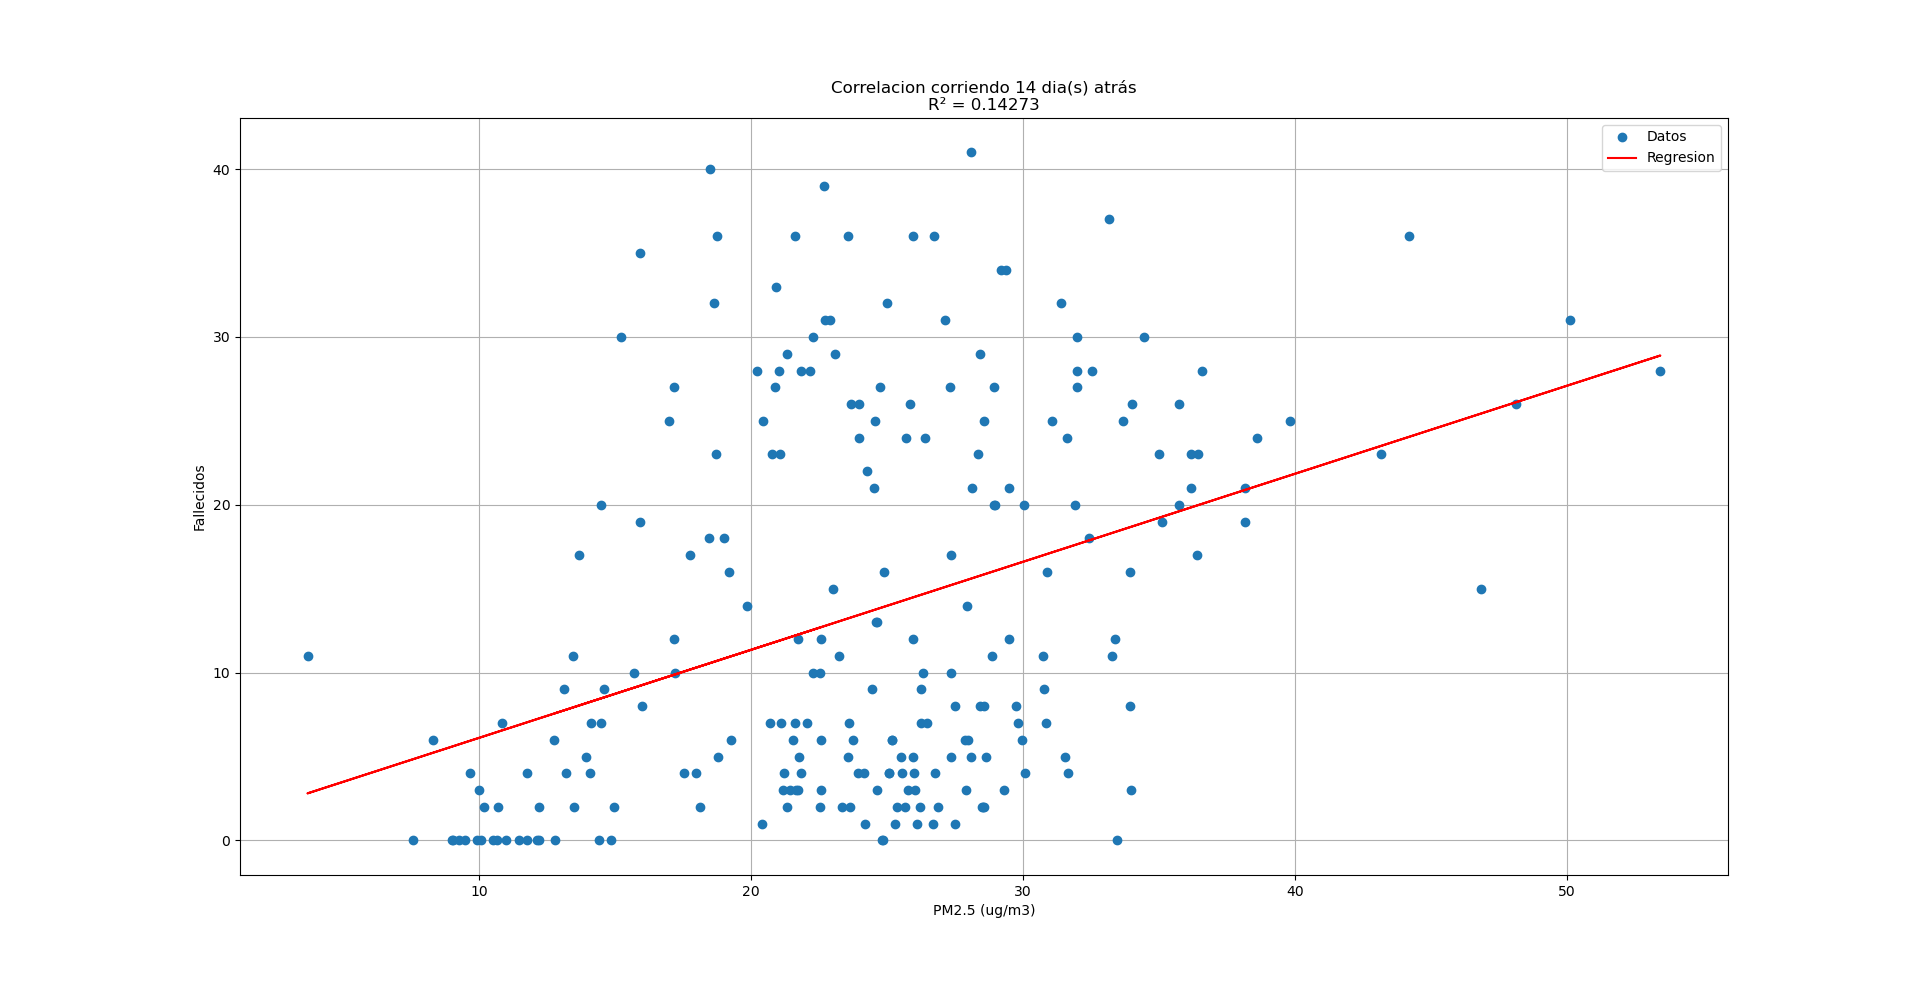 Correlacion corriendo 14 dia(s) atrás
R² = 0.14273
Datos
Regresion
40
30
20
10
0
Fallecidos
10 20 30 40 50
PM2.5 (ug/m3)